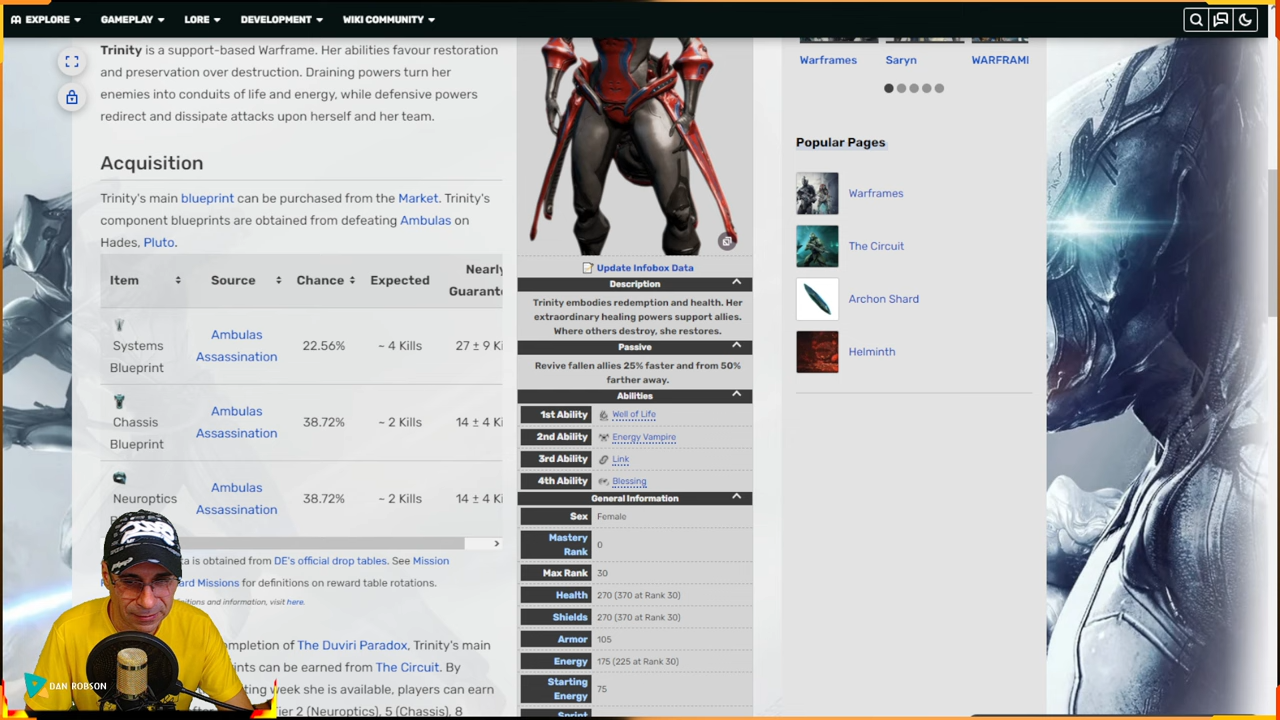 EXPLORE
GAMEPLAY
LORE
DEVELOPMENT
WIKI COMMUNITY
Trinity is a support-based Warframe. Her abilities favour restoration
and preservation over destruction. Draining powers turn her
enemies into conduits of life and energy, while defensive powers
redirect and dissipate attacks upon herself and her team.
Acquisition
Trinity's main blueprint can be purchased from the Market. Trinity's
component blueprints are obtained from defeating Ambulas on
Hades, Pluto.
Item Source Chance Expected Nearly
Guarante
Systems
Blueprint
Ambulas
Assassination
22.56% ~ 4 Kills 27 ± 9 Ki
Chassis
Blueprint
Ambulas
Assassination
38.72% ~ 2 Kills 14 ± 4 Ki
Neuroptics
Ambulas
Assassination
38.72% ~ 2 Kills 14 ± 4 Ki
is obtained from DE's official drop tables. See Mission
Missions for definitions on reward table rotations.
and information, visit here.
The Duviri Paradox, Trinity's main
can be earned from The Circuit. By
week she is available, players can earn
2 (Neuroptics), 5 (Chassis), 8
DAN ROBSON
Update Infobox Data
Description
Trinity embodies redemption and health. Her
extraordinary healing powers support allies.
Where others destroy, she restores.
Passive
Revive fallen allies 25% faster and from 50%
farther away.
Abilities
1st Ability Well of Life
2nd Ability Energy Vampire
3rd Ability Link
4th Ability Blessing
General Information
Sex Female
Mastery
Rank
0
Max Rank 30
Health 270 (370 at Rank 30)
Shields 270 (370 at Rank 30)
Armor 105
Energy 175 (225 at Rank 30)
Starting
Energy
75
Sprint
Warframes
Saryn
WARFRAM
Popular Pages
Warframes
The Circuit
Archon Shard
Helminth